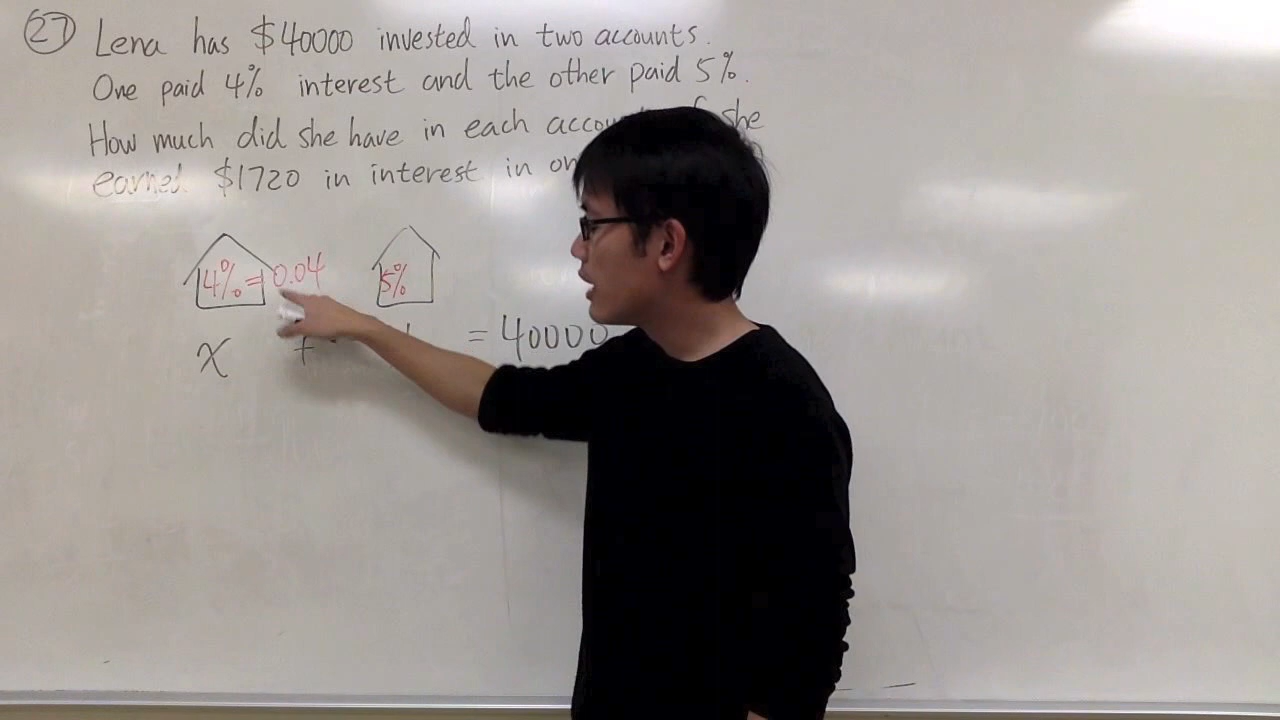 27 Lena has $40000 invested in two accounts.
One paid 4% interest and the other paid 5%.
How much did she have in each she
earned $1720 in interest in
4% = 0.04 5%
x + = 40000